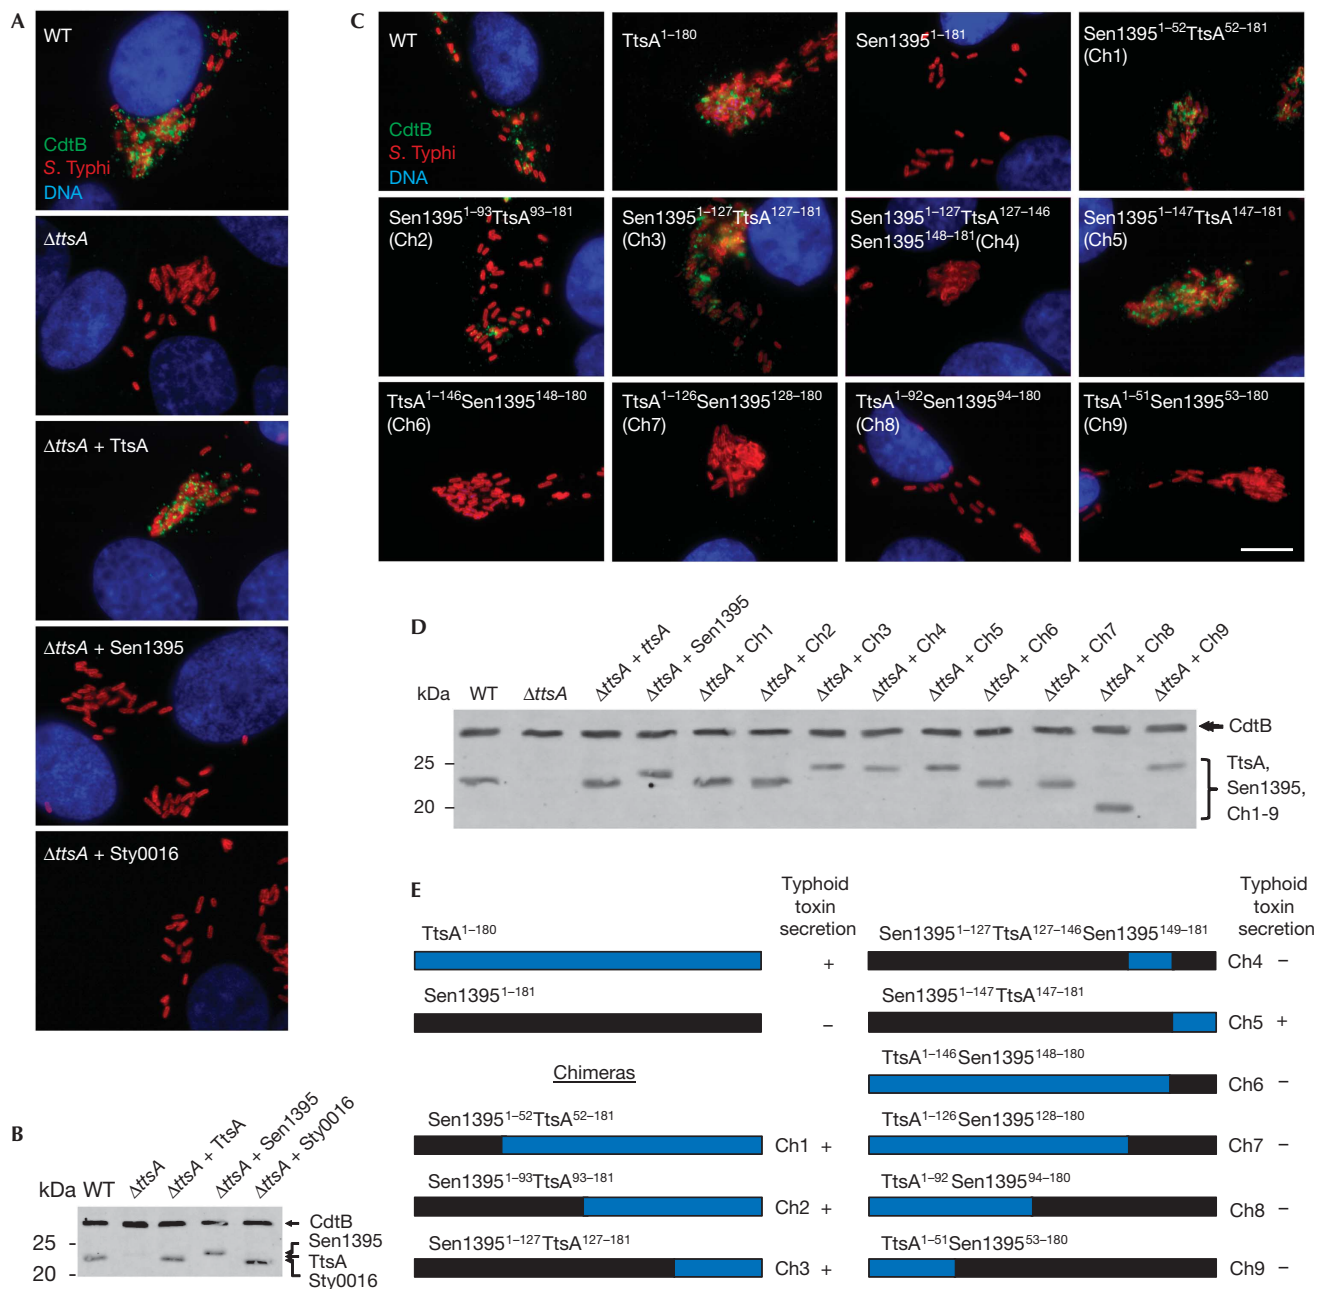 A
WT
CdtB
S. Typhi
DNA
ΔttsA
ΔttsA + TtsA
ΔttsA + Sen1395
ΔttsA + Sty0016
B
kDa WT ΔttsA ΔttsA + TtsA ΔttsA + Sen1395 ΔttsA + Sty0016
CdtB
25 -
Sen1395
TtsA
20 -
Sty0016
C
WT
CdtB
S. Typhi
DNA
TtsA1–180
Sen13951–181
Sen13951–52TtsA52–181
(Ch1)
Sen13951–93TtsA93–181
(Ch2)
Sen13951–127TtsA127–181
(Ch3)
Sen13951–127TtsA127–146
Sen1395148–181(Ch4)
Sen13951–147TtsA147–181
(Ch5)
TtsA1–146Sen1395148–180
(Ch6)
TtsA1–126Sen1395128–180
(Ch7)
TtsA1–92Sen139594–180
(Ch8)
TtsA1–51Sen139553–180
(Ch9)
D
kDa WT ΔttsA ΔttsA + ttsA ΔttsA + Sen1395 ΔttsA + Ch1 ΔttsA + Ch2 ΔttsA + Ch3 ΔttsA + Ch4 ΔttsA + Ch5 ΔttsA + Ch6 ΔttsA + Ch7 ΔttsA + Ch8 ΔttsA + Ch9
CdtB
25 –
TtsA,
Sen1395,
20 –
Ch1-9
E
Typhoid
toxin
secretion
TtsA1–180
+
Sen13951–181
–
Chimeras
Sen13951–52TtsA52–181
Ch1 +
Sen13951–93TtsA93–181
Ch2 +
Sen13951–127TtsA127–181
Ch3 +
Typhoid
toxin
secretion
Sen13951–127TtsA127–146Sen1395149–181
Ch4 –
Sen13951–147TtsA147–181
Ch5 +
TtsA1–146Sen1395148–180
Ch6 –
TtsA1–126Sen1395128–180
Ch7 –
TtsA1–92Sen139594–180
Ch8 –
TtsA1–51Sen139553–180
Ch9 –